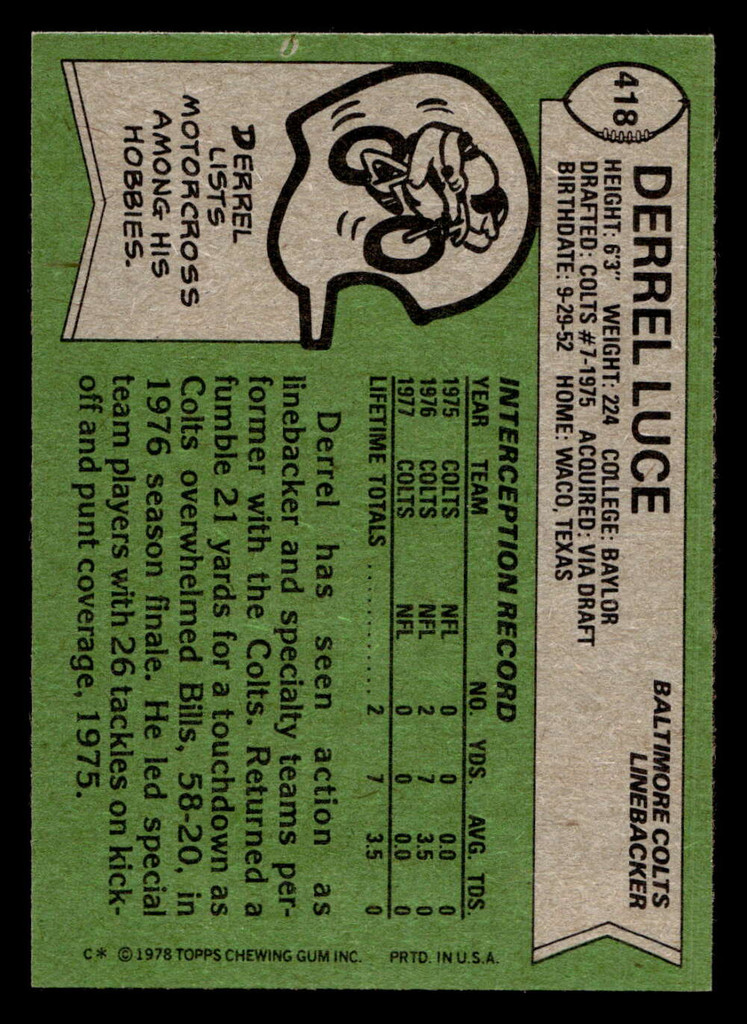 418
DERREL LUCE
BALTIMORE COLTS
LINEBACKER
HEIGHT: 6'3" WEIGHT: 224 COLLEGE: BAYLOR
DRAFTED: COLTS #7-1975 ACQUIRED: VIA DRAFT
BIRTHDATE: 9-29-52 HOME: WACO, TEXAS
DERREL
LISTS
MOTORCROSS
AMONG HIS
HOBBIES.
INTERCEPTION RECORD
YEAR TEAM NO. YDS. AVG. TDS.
1975 COLTS NFL 0 0 0.0 0
1976 COLTS NFL 2 7 3.5 0
1977 COLTS NFL 0 0 0.0 0
LIFETIME TOTALS .............. 2 7 3.5 0
Derrel has seen action as
linebacker and specialty teams per-
former with the Colts. Returned a
fumble 21 yards for a touchdown as
Colts overwhelmed Bills, 58-20, in
1976 season finale. He led special
team players with 26 tackles on kick-
off and punt coverage, 1975.
C* © 1978 TOPPS CHEWING GUM INC. PRTD. IN U.S.A.